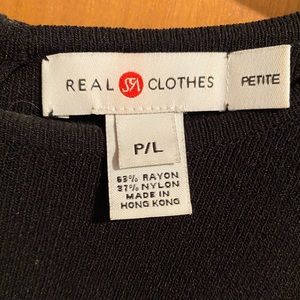 REAL CLOTHES
PETITE
P/L
63% RAYON
37% NYLON
MADE IN
HONG KONG